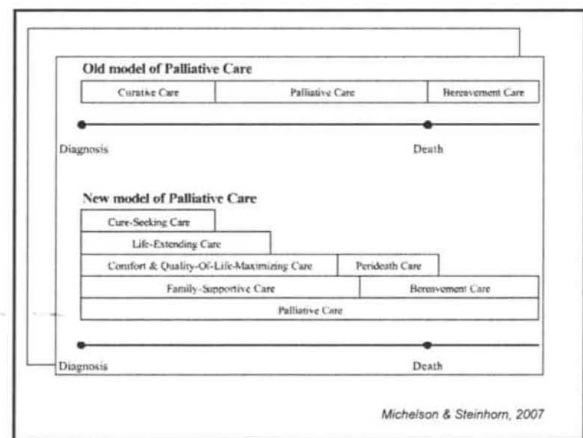 Old model of Palliative Care
Curative Care Palliative Care Bereavement Care
Diagnosis Death
New model of Palliative Care
Cure-Seeking Care
Life-Extending Care
Comfort & Quality-Of-Life-Maximizing Care Perideath Care
Family-Supportive Care Bereavement Care
Palliative Care
Diagnosis Death
Michelson & Steinhorn, 2007